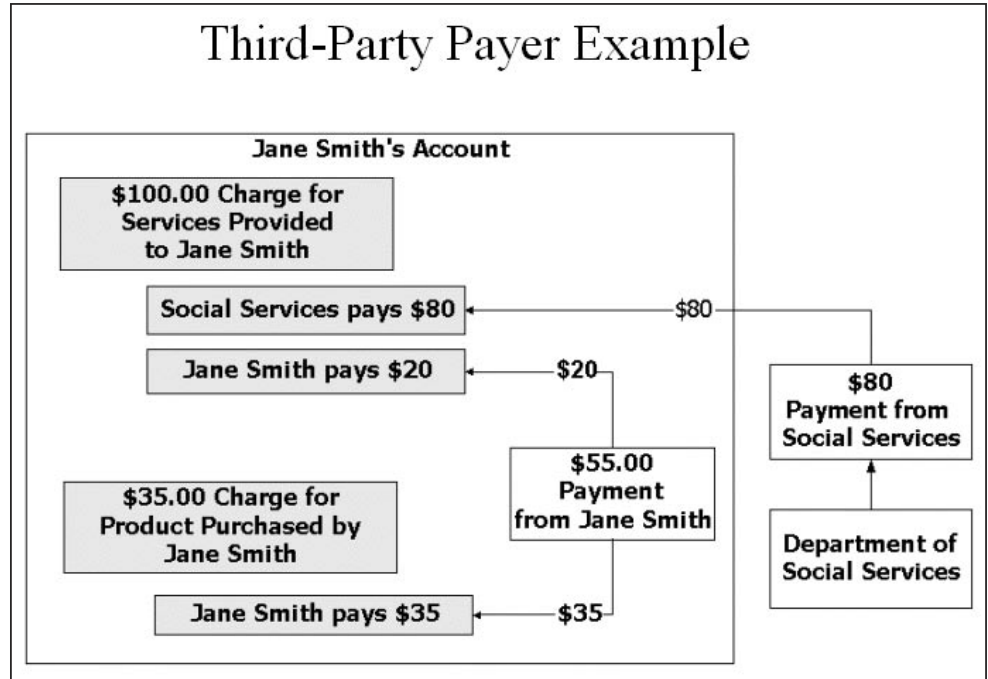 Third-Party Payer Example
Jane Smith's Account
$100.00 Charge for
Services Provided
to Jane Smith
Social Services pays $80
$80
Jane Smith pays $20
$20
$80
Payment from
Social Services
$55.00
Payment
from Jane Smith
$35.00 Charge for
Product Purchased by
Jane Smith
Department of
Social Services
Jane Smith pays $35
$35